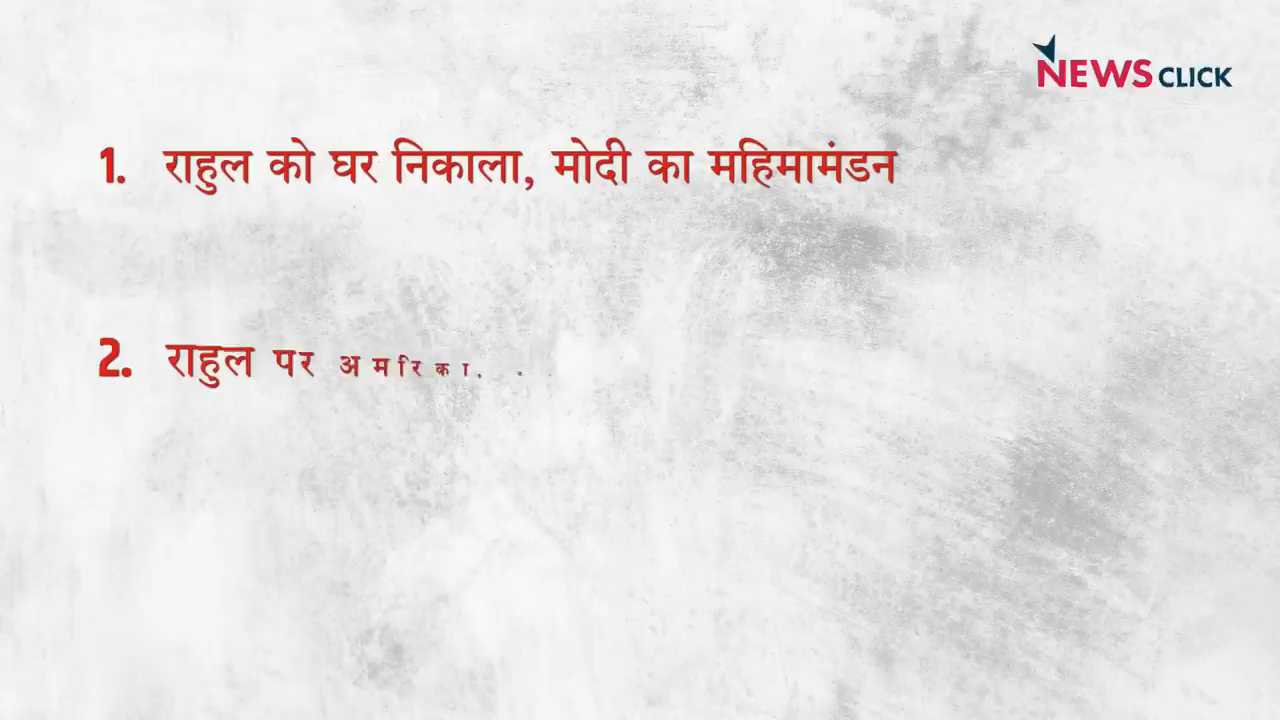 NEWS CLICK
1. राहुल को घर निकाला, मोदी का महिमामंडन
2. राहुल पर अमरिका,